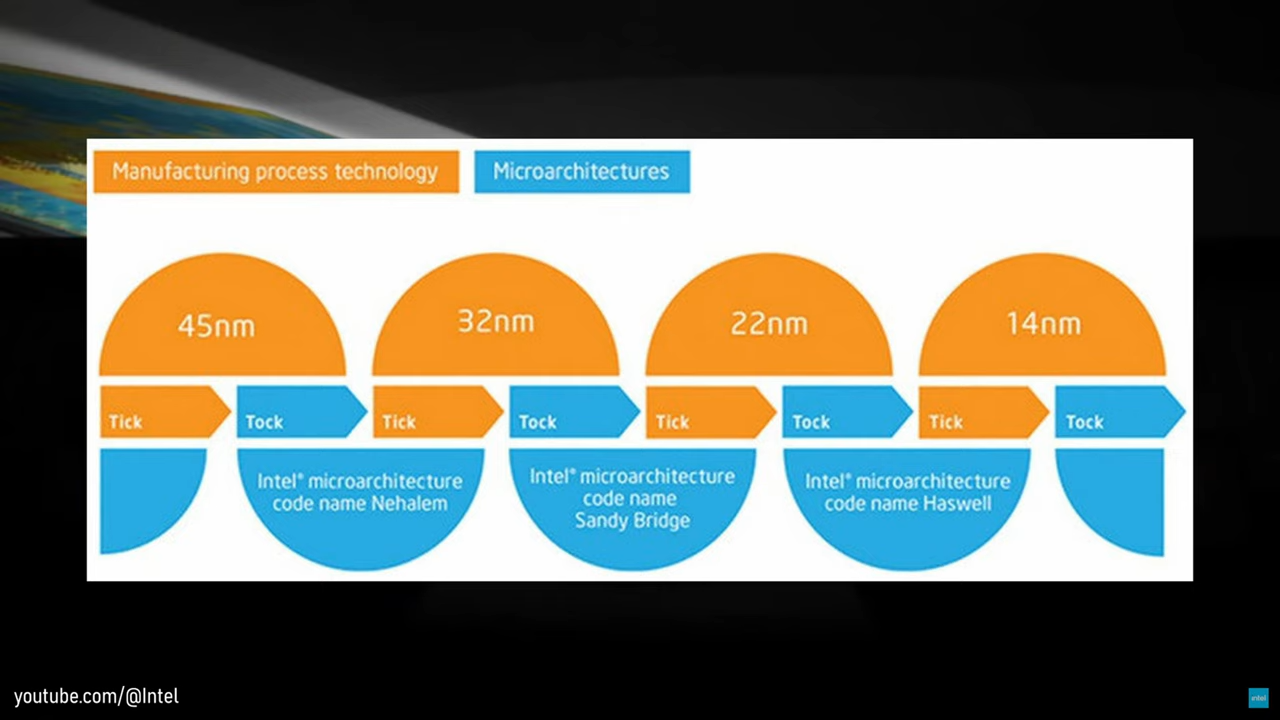 Manufacturing process technology
Microarchitectures
45nm
32nm
22nm
14nm
Tick
Tock
Tick
Tock
Tick
Tock
Tick
Tock
Intel® microarchitecture
code name Nehalem
Intel® microarchitecture
code name
Sandy Bridge
Intel® microarchitecture
code name Haswell
youtube.com/@Intel
intel